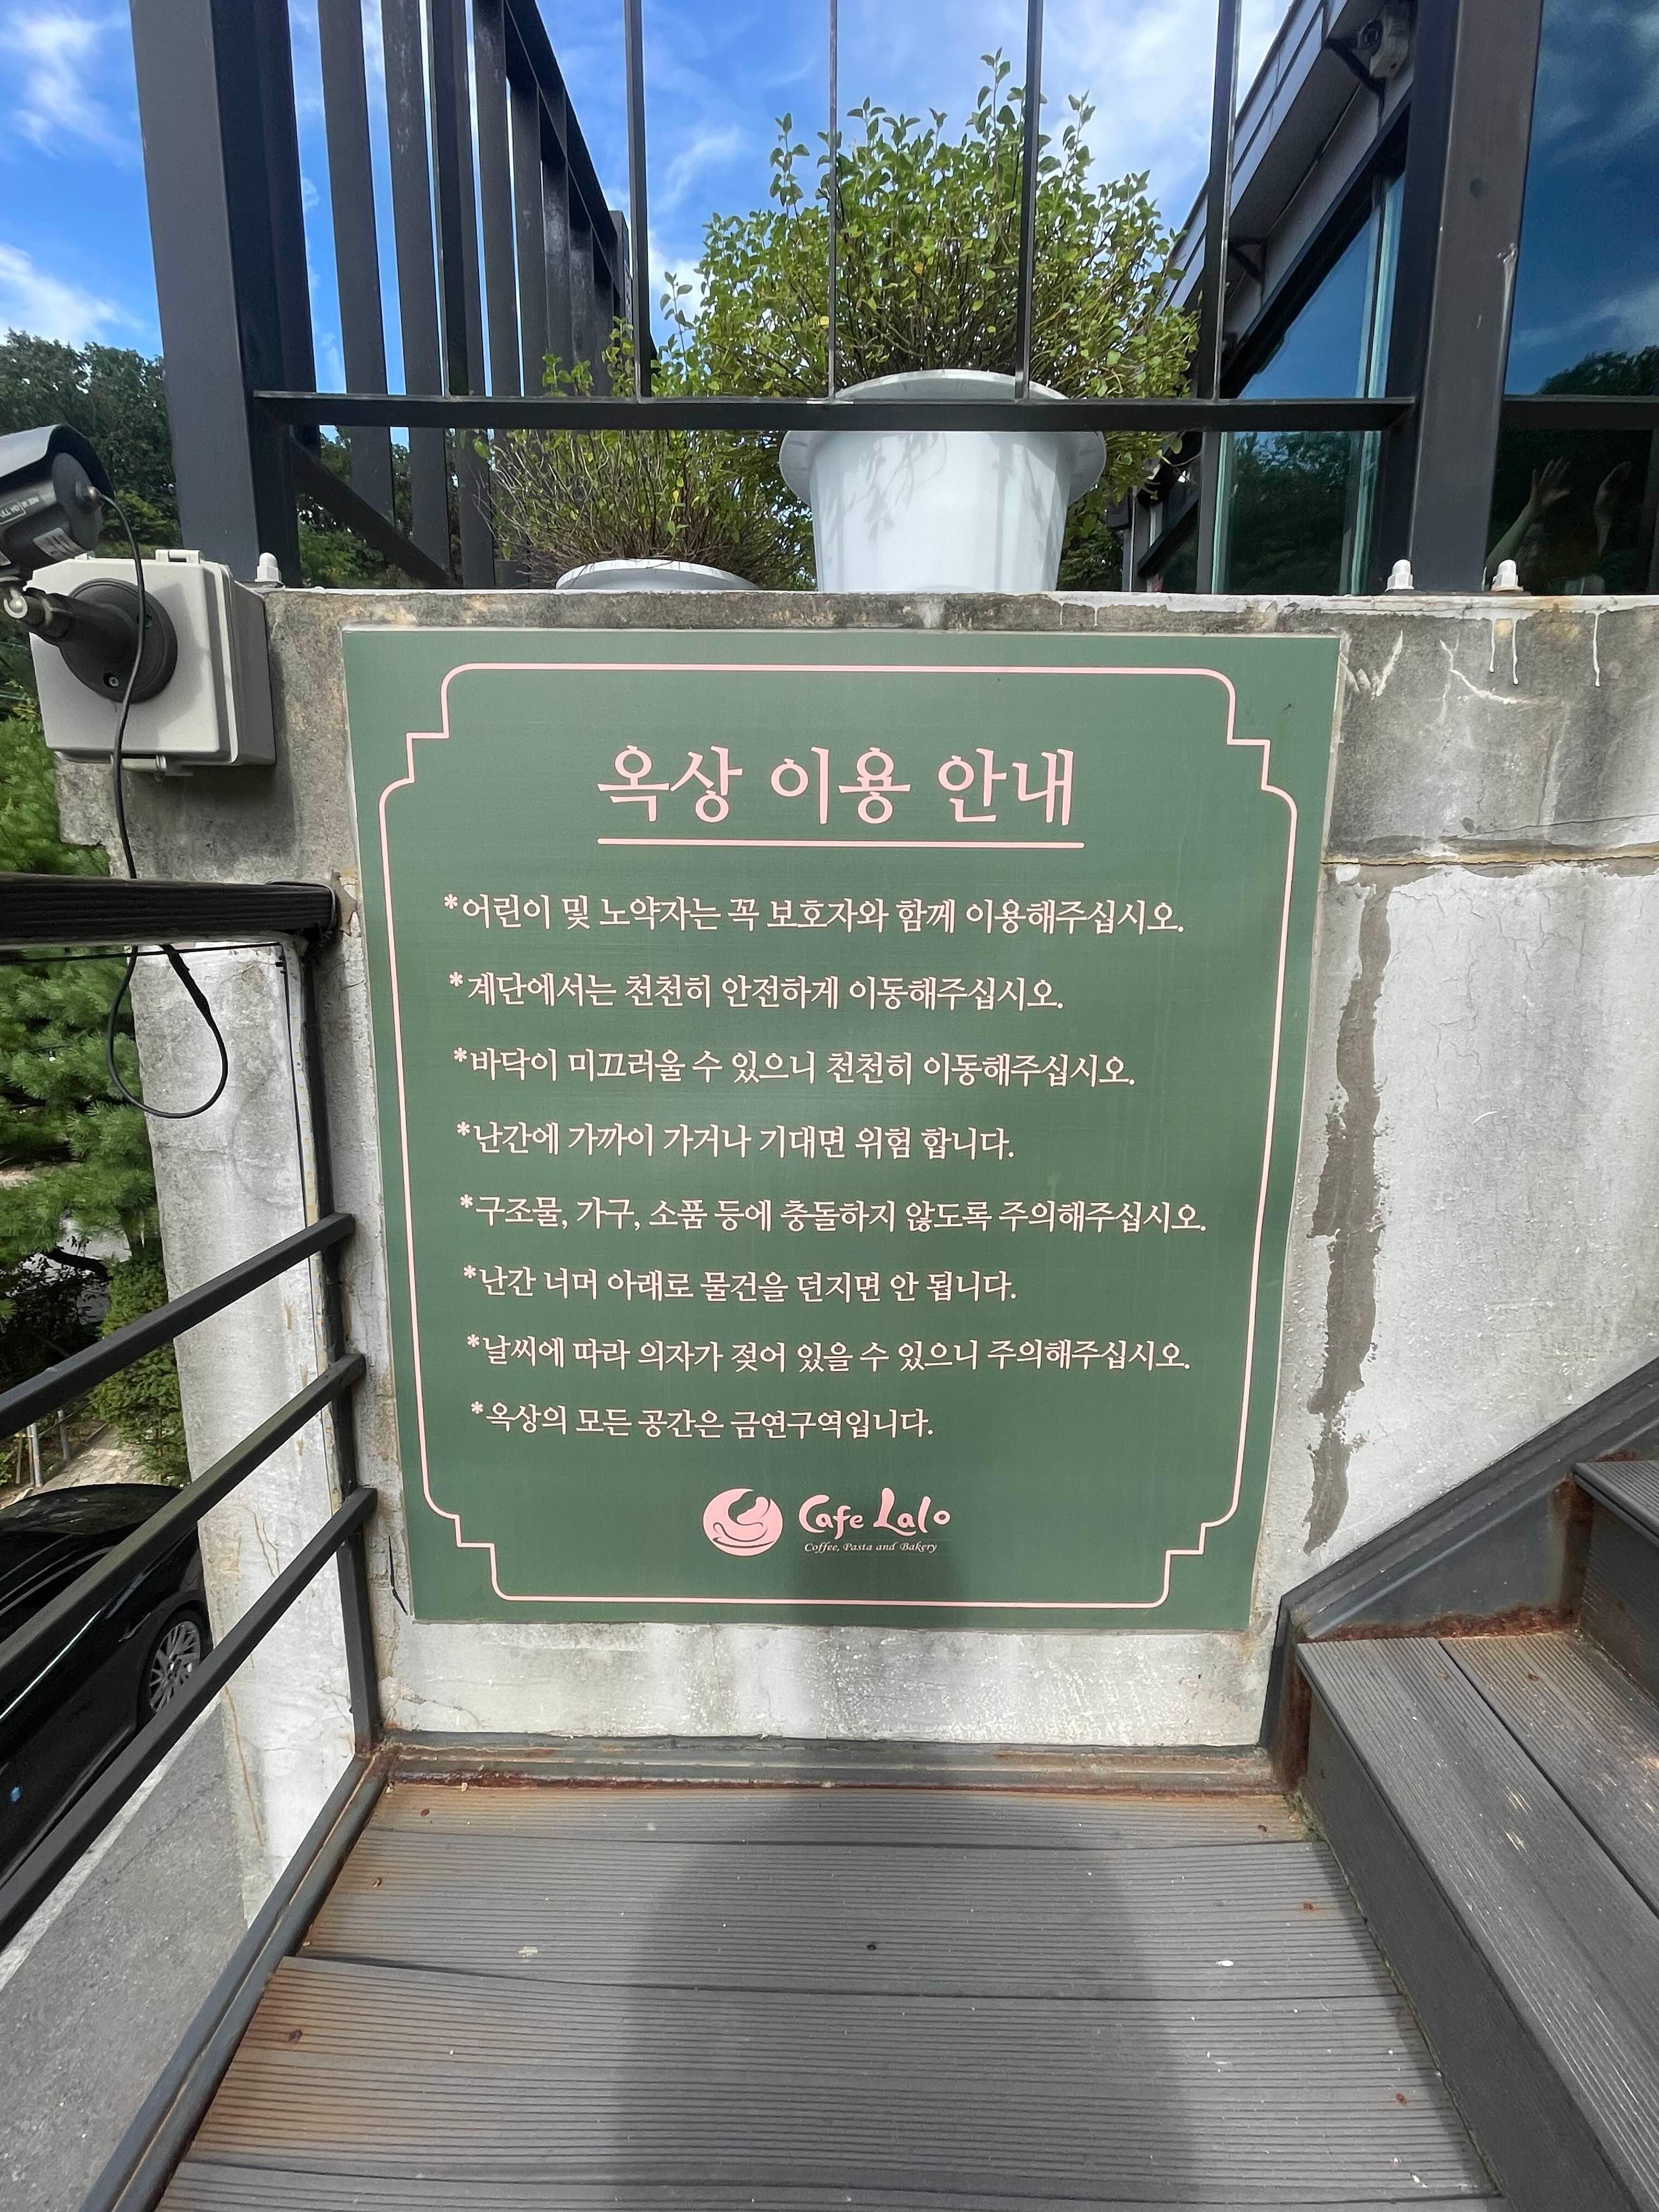 옥상 이용 안내
*어린이 및 노약자는 꼭 보호자와 함께 이용해주십시오.
*계단에서는 천천히 안전하게 이동해주십시오.
*바닥이 미끄러울 수 있으니 천천히 이동해주십시오.
*난간에 가까이 가거나 기대면 위험 합니다.
*구조물, 가구, 소품 등에 충돌하지 않도록 주의해주십시오.
*난간 너머 아래로 물건을 던지면 안 됩니다.
*날씨에 따라 의자가 젖어 있을 수 있으니 주의해주십시오.
*옥상의 모든 공간은 금연구역입니다.
Cafe Lalo
Coffee, Pasta and Bakery